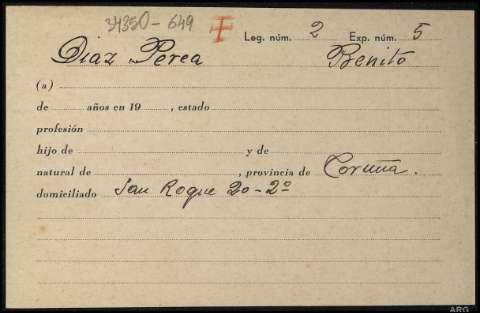 34350-649 Leg. núm. 2 Exp. núm. 5
Diaz Perea Benito
(a)
de años en 19 , estado
profesión
hijo de y de
natural de , provincia de Coruña.
domiciliado San Roque 20-2º
ARG